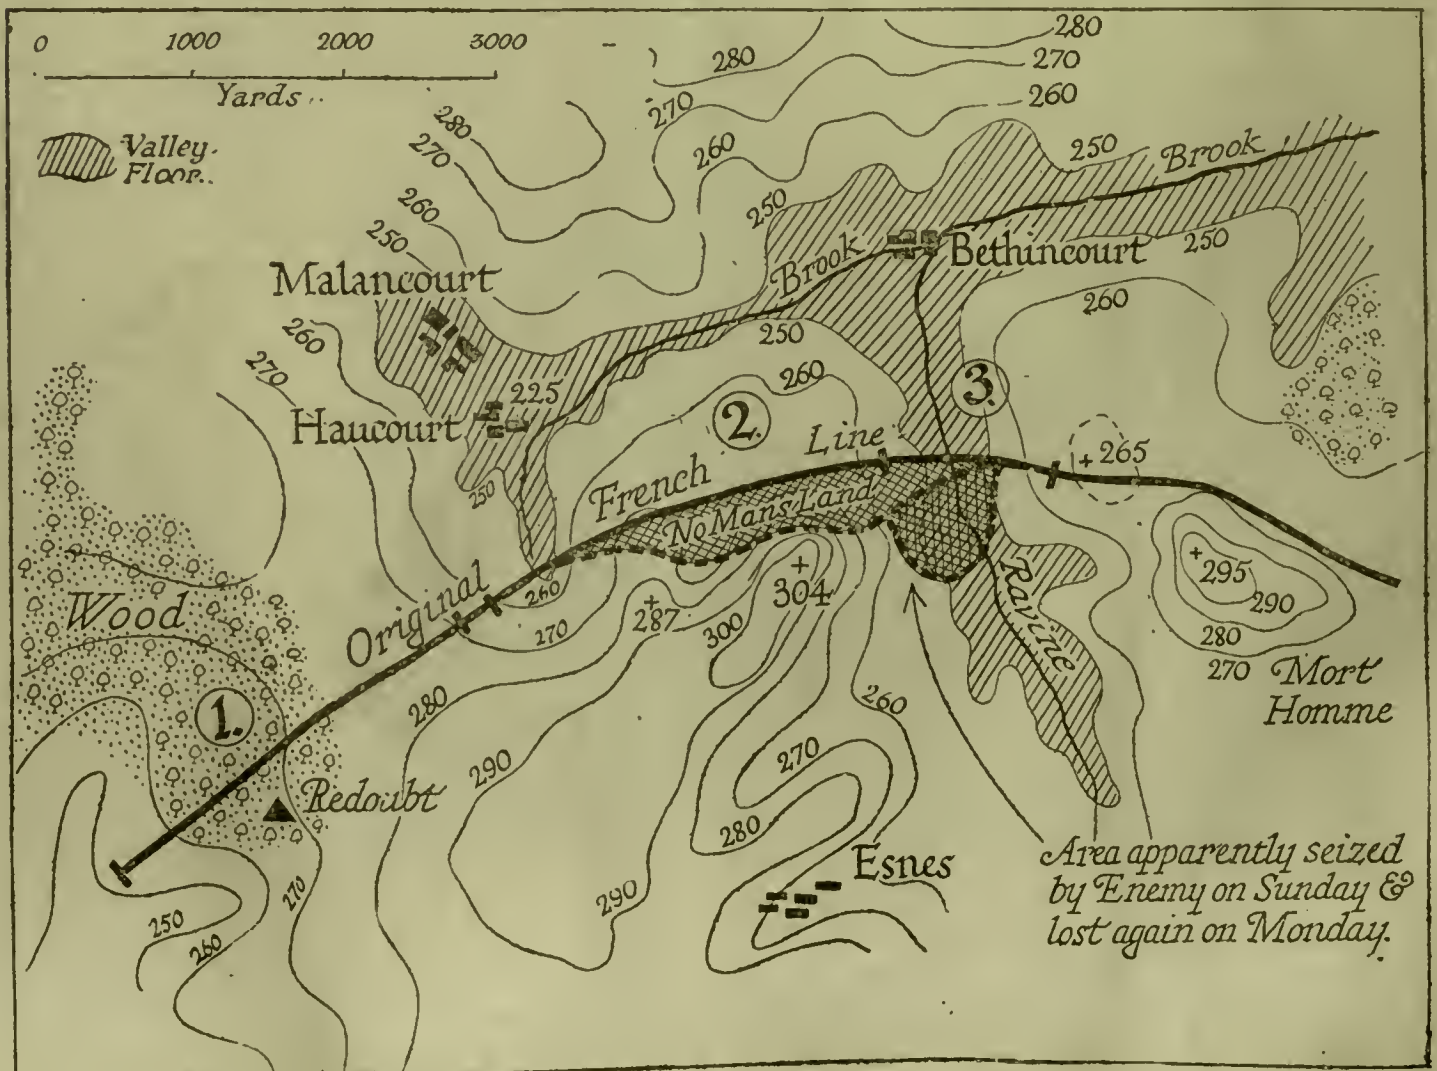 0 1000 2000 3000
Yards..
Valley
Floor..
280
280
270
260
280
270
260
250
280
270
260
250
250
Brook
Malancourt
Brook
Bethincourt
250
260
260
270
250
260
225
Haucourt
2.
3.
Line
French
265
250
No Mans Land
Wood
Original
260
270
287
304
300
Ravine
295
290
280
270
Mort
Homme
1.
280
260
Redoubt
290
270
280
Esnes
290
270
250
260
Area apparently seized
by Enemy on Sunday &
lost again on Monday.